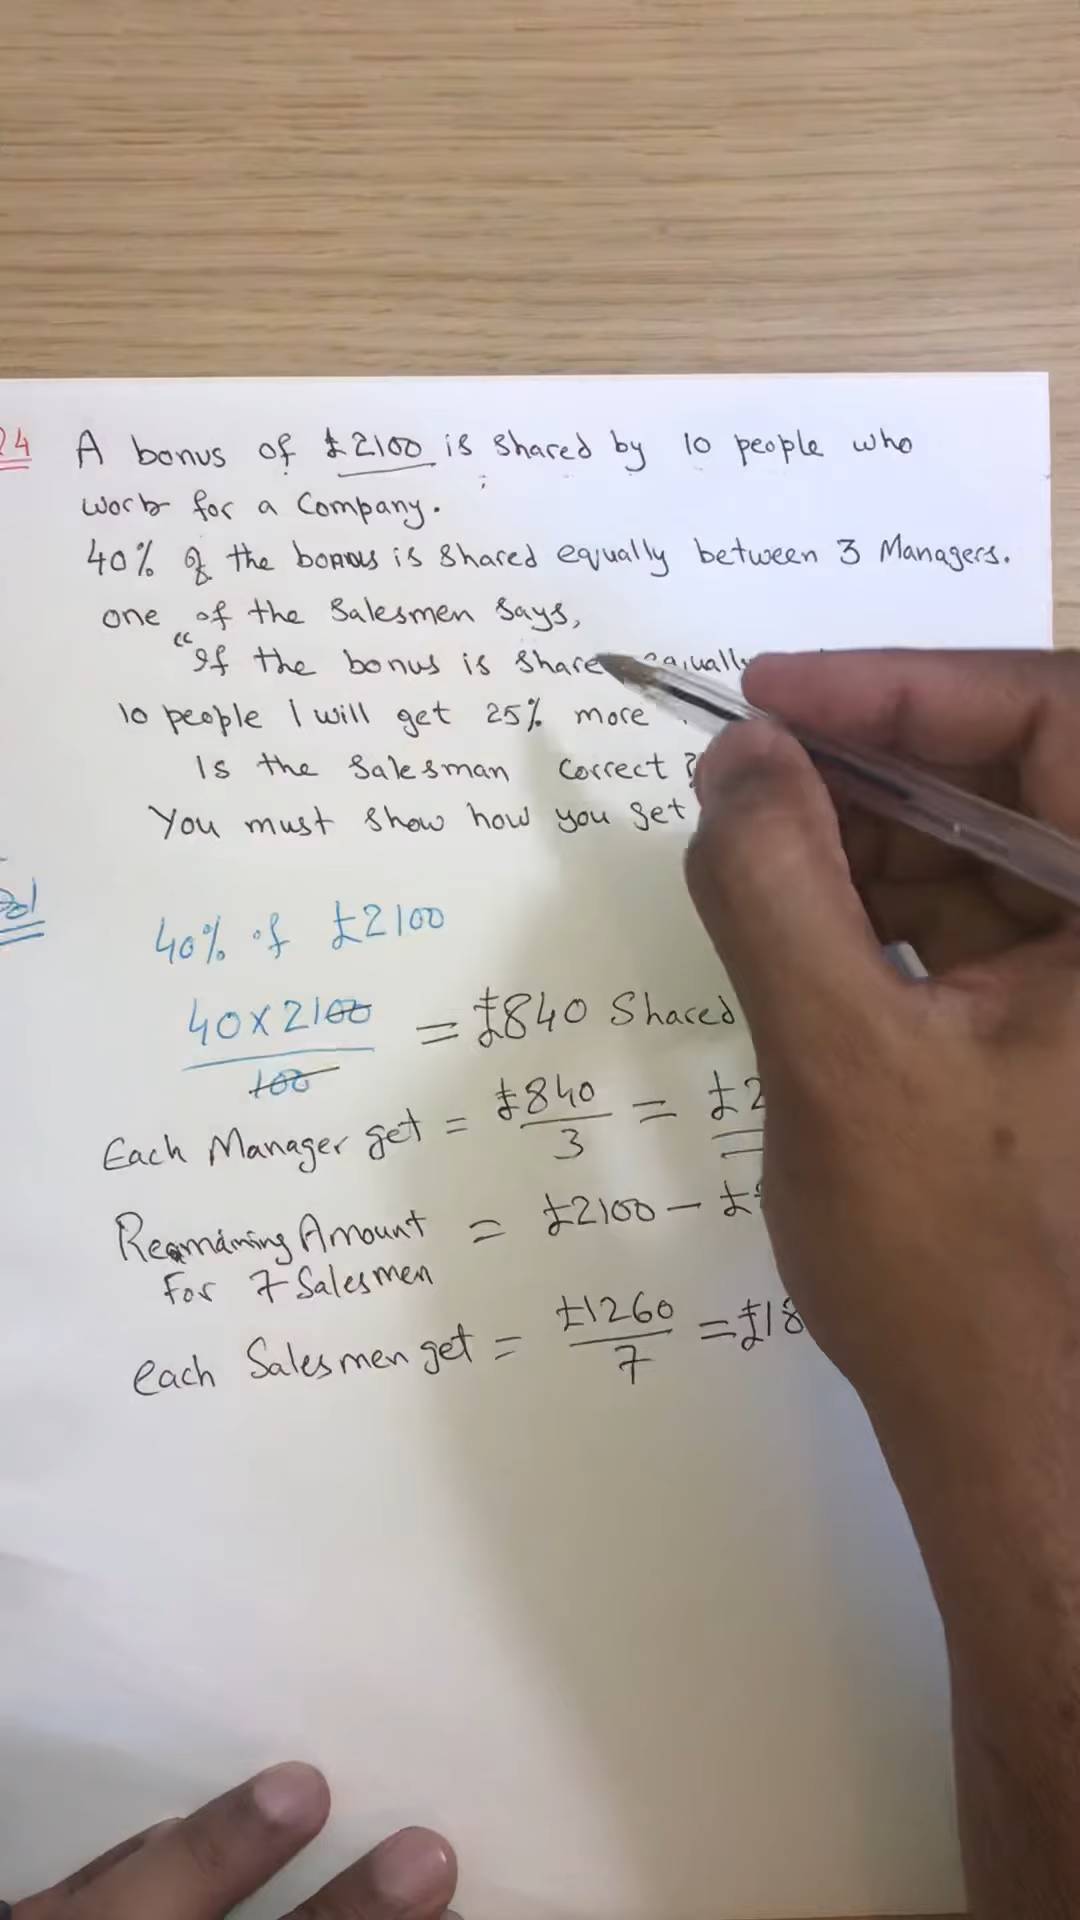 24 A bonus of £2100 is shared by 10 people who
work for a Company.
40% of the bonus is shared equally between 3 Managers.
one of the Salesmen says,
"If the bonus is share equally
10 people I will get 25% more
Is the Salesman Correct?
You must show how you get
Sol
40% of £2100
40x2100
100
= £840 Shared
Each Manager get = £840
3
= £2
Reamaining Amount = £2100 - £
For 7 Salesmen
each Salesmen get = £1260
7
= £18